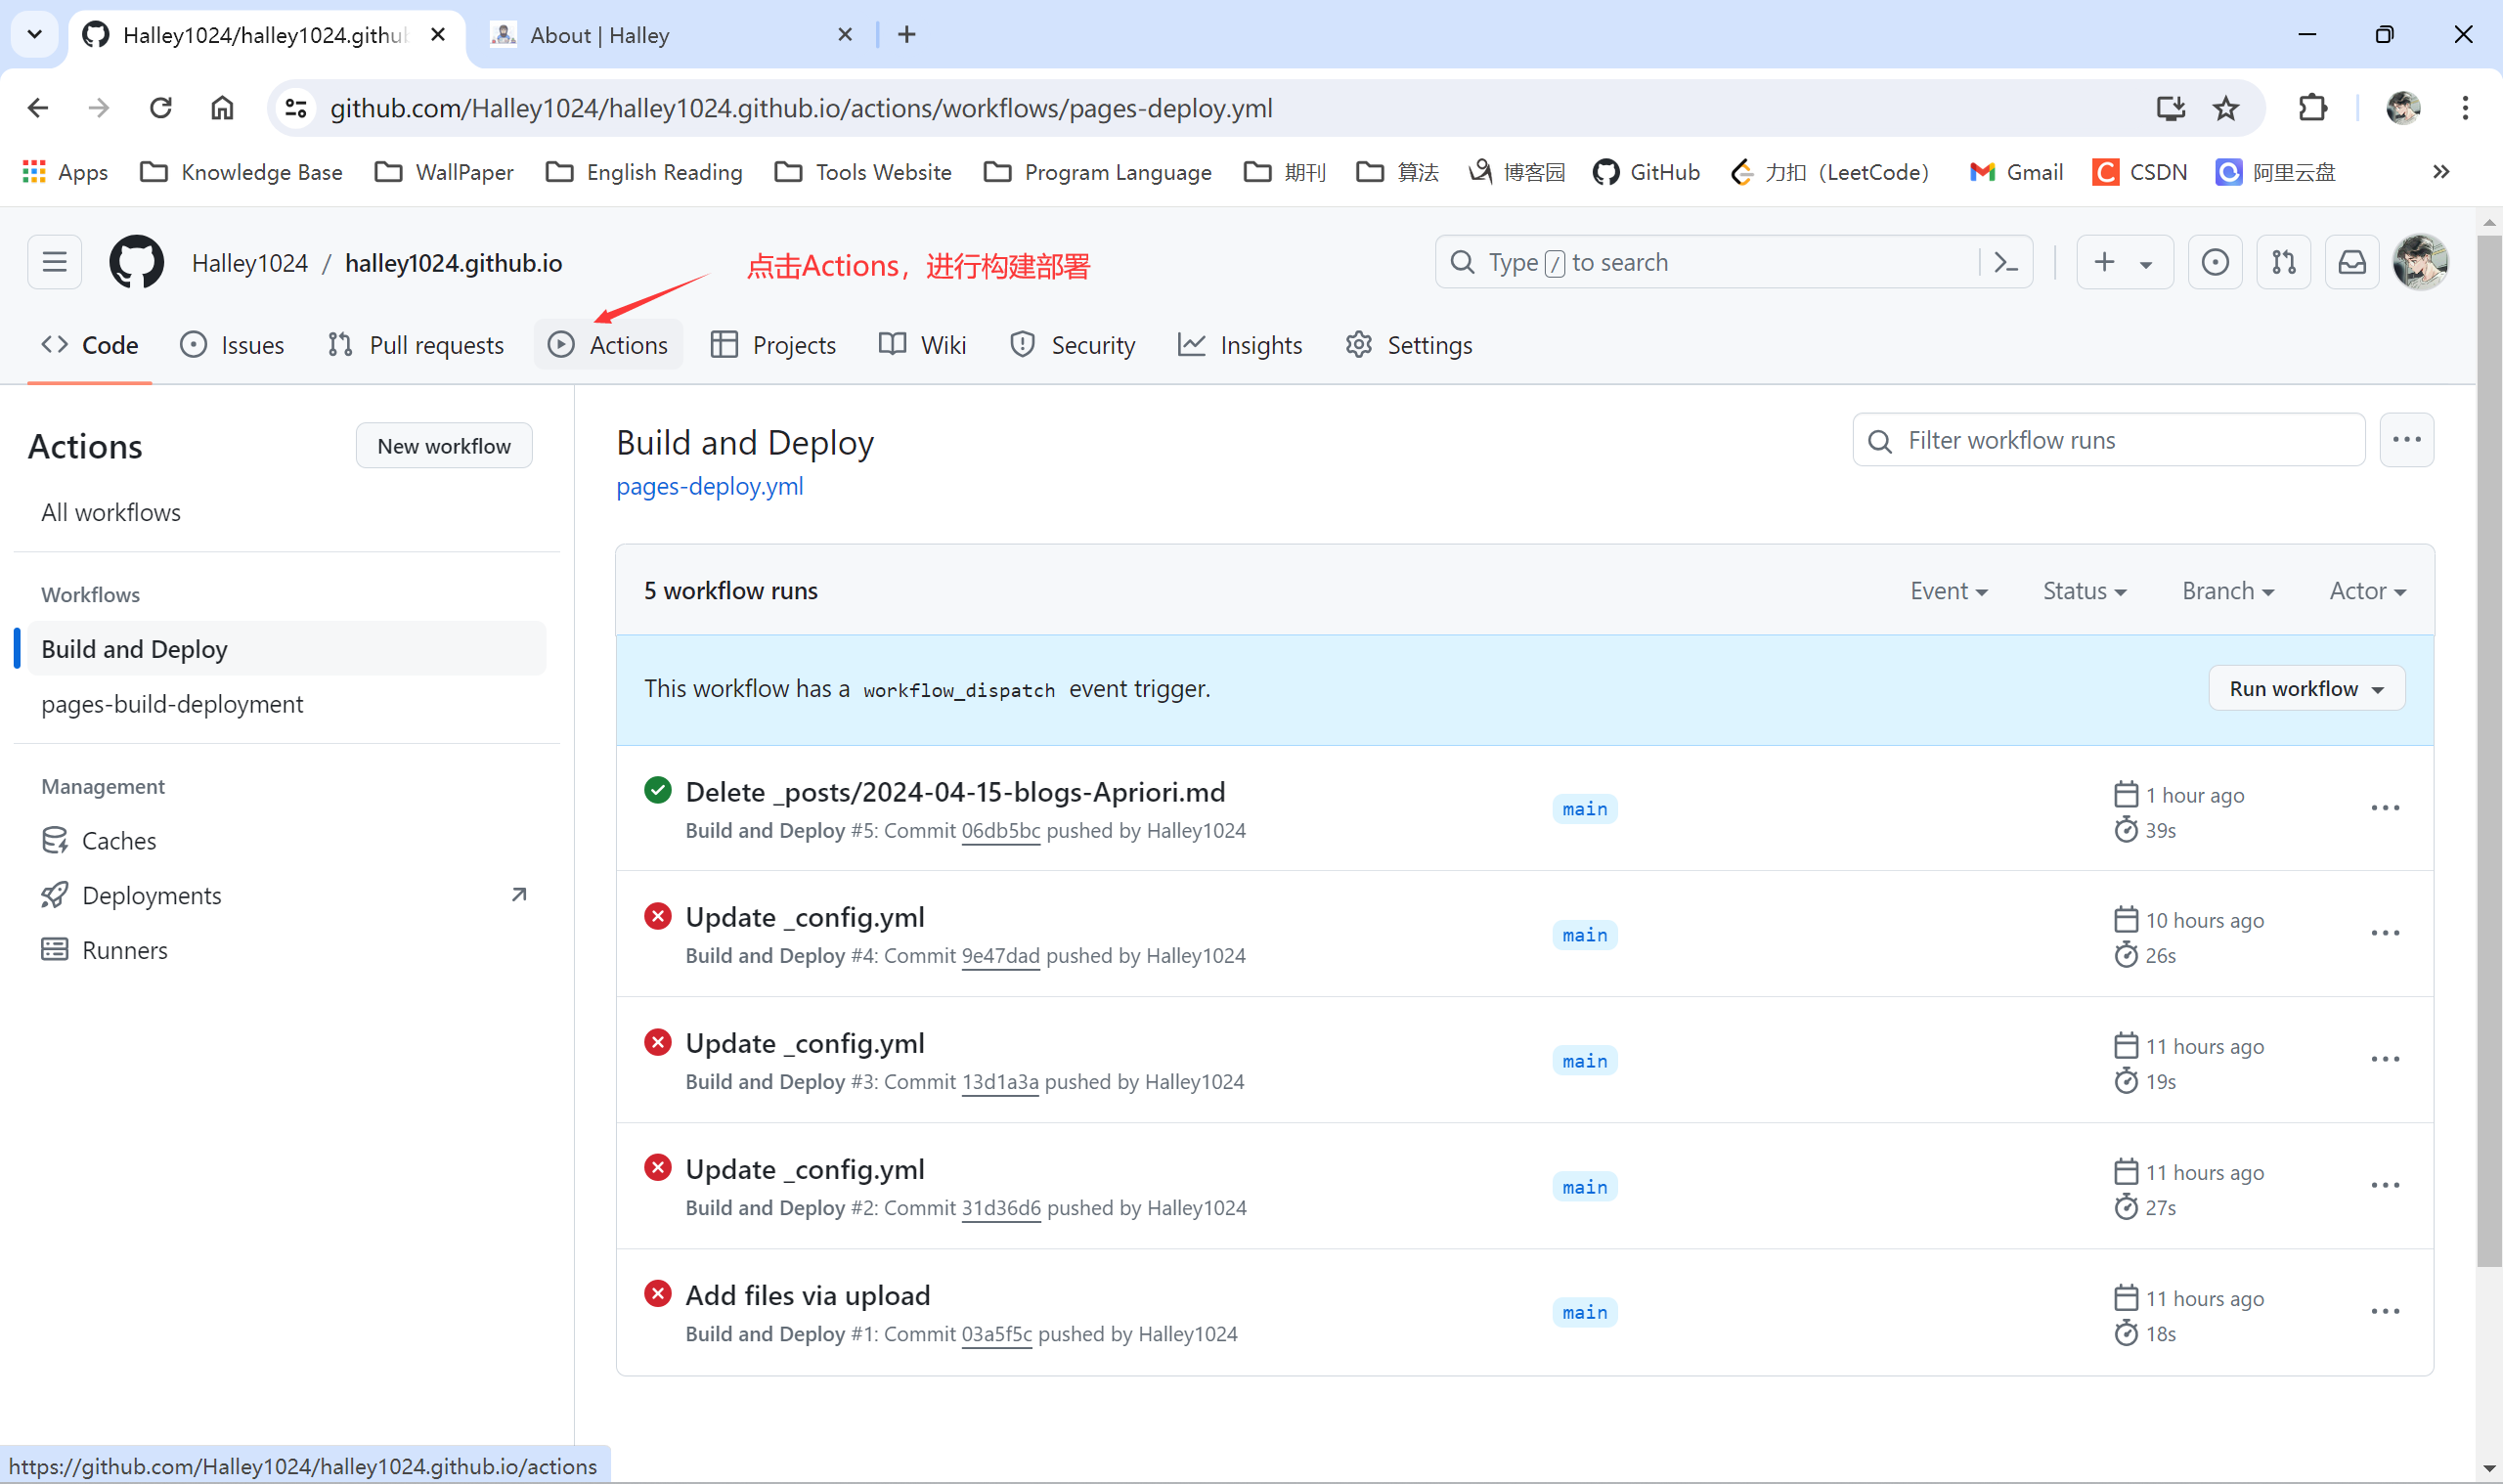 Halley1024/halley1024.githu
About | Halley
github.com/Halley1024/halley1024.github.io/actions/workflows/pages-deploy.yml
Apps Knowledge Base WallPaper English Reading Tools Website Program Language 期刊 算法 博客园 GitHub 力扣（LeetCode） Gmail CSDN 阿里云盘
Halley1024 / halley1024.github.io
点击Actions，进行构建部署
Type / to search
Code Issues Pull requests Actions Projects Wiki Security Insights Settings
Actions
New workflow
All workflows
Workflows
Build and Deploy
pages-build-deployment
Management
Caches
Deployments
Runners
Build and Deploy
pages-deploy.yml
Filter workflow runs
5 workflow runs
Event Status Branch Actor
This workflow has a workflow_dispatch event trigger.
Run workflow
Delete _posts/2024-04-15-blogs-Apriori.md
Build and Deploy #5: Commit 06db5bc pushed by Halley1024
main
1 hour ago
39s
Update _config.yml
Build and Deploy #4: Commit 9e47dad pushed by Halley1024
main
10 hours ago
26s
Update _config.yml
Build and Deploy #3: Commit 13d1a3a pushed by Halley1024
main
11 hours ago
19s
Update _config.yml
Build and Deploy #2: Commit 31d36d6 pushed by Halley1024
main
11 hours ago
27s
Add files via upload
Build and Deploy #1: Commit 03a5f5c pushed by Halley1024
main
11 hours ago
18s
https://github.com/Halley1024/halley1024.github.io/actions